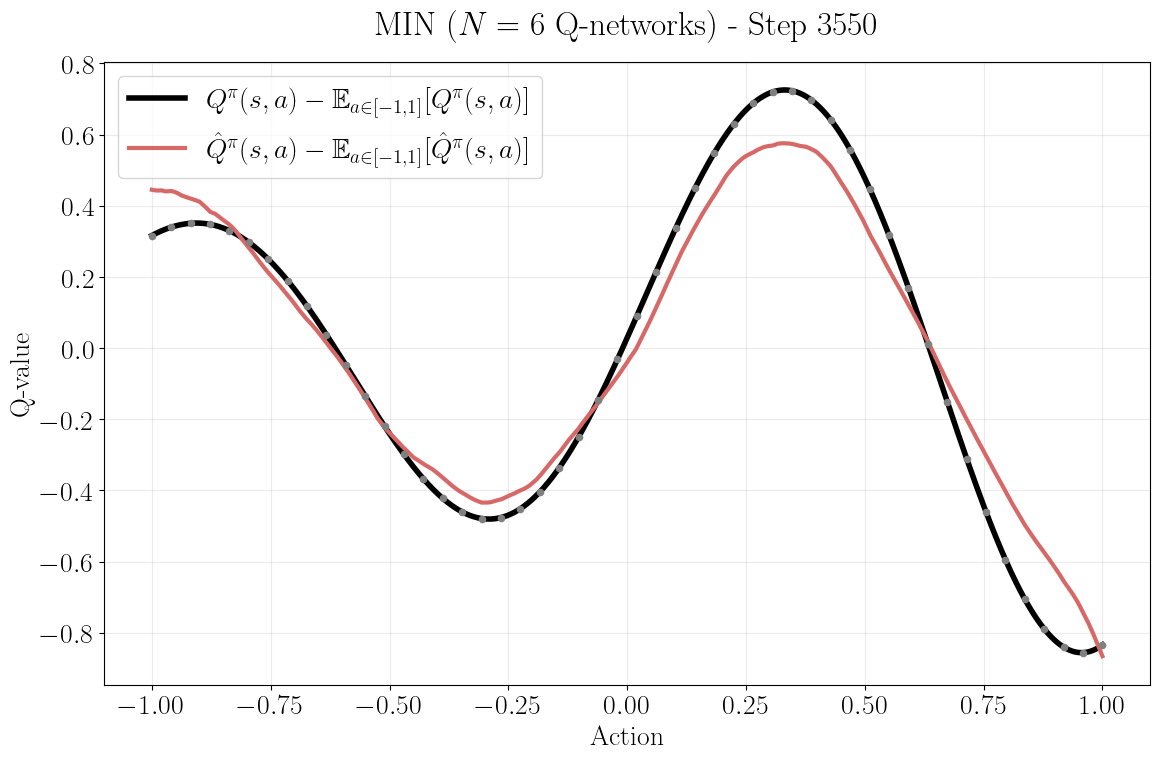 MIN (N = 6 Q-networks) - Step 3550
Q^π(s, a) − 𝔼_{a∈[−1,1]}[Q^π(s, a)]
Q̂^π(s, a) − 𝔼_{a∈[−1,1]}[Q̂^π(s, a)]
Q-value
0.8
0.6
0.4
0.2
0.0
−0.2
−0.4
−0.6
−0.8
−1.00 −0.75 −0.50 −0.25 0.00 0.25 0.50 0.75 1.00
Action